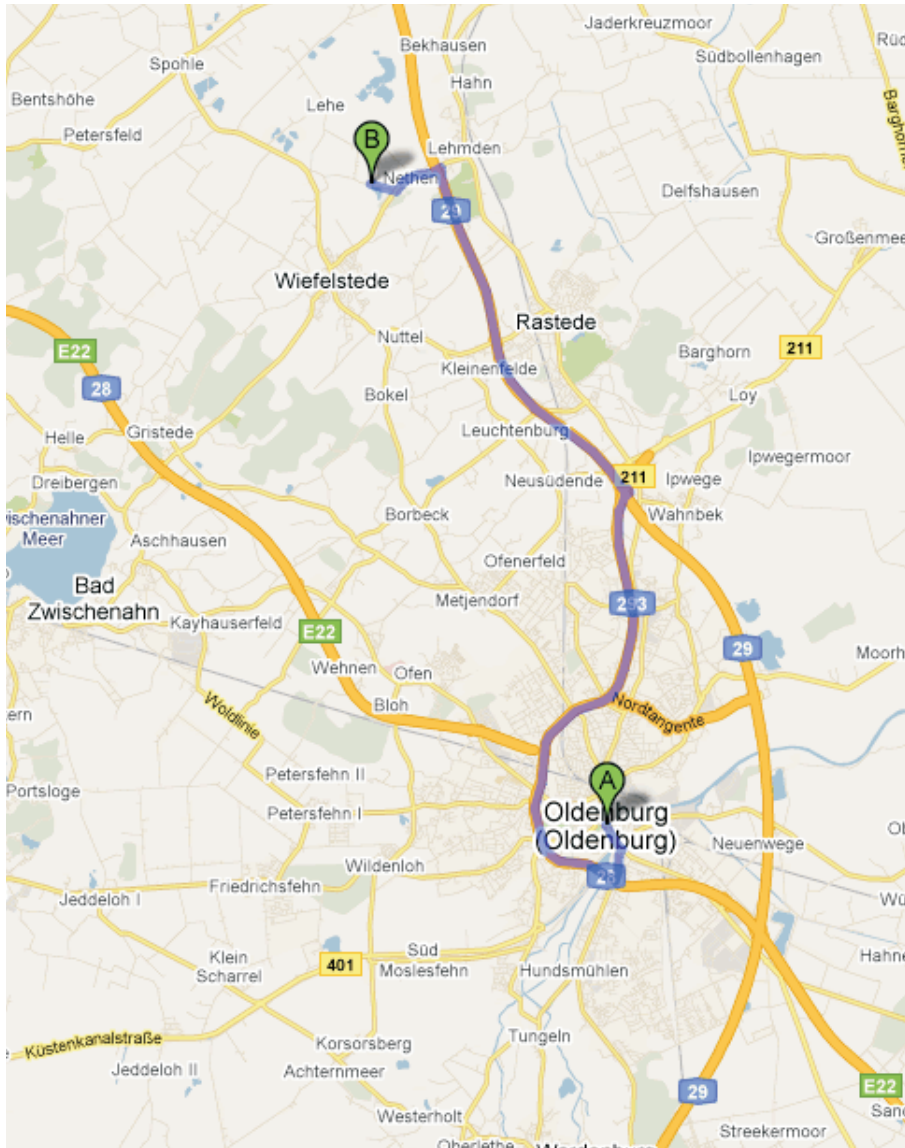 Jaderkreuzmoor
Bekhausen
Südbollenhagen
Spohle
Hahn
Bentshöhe
Lehe
Petersfeld
B
Lehmden
Nethen
Delfshausen
29
Großenmee
Wiefelstede
Rastede
Nuttel
E22
Barghorn
211
Kleinenfelde
28
Bokel
Loy
Gristede
Leuchtenburg
Helle
Ipwegermoor
Dreibergen
Neusüdende
211
Ipwege
Borbeck
Wahnbek
ischenahner
Meer
Aschhausen
Ofenerfeld
Bad
Zwischenahn
Metjendorf
293
Kayhauserfeld
E22
29
Moorh
Wehnen
Ofen
Woldlinie
Bloh
Nordtangente
tern
Petersfehn II
A
Portsloge
Petersfehn I
Oldenburg
(Oldenburg)
Neuenwege
Wildenloh
Friedrichsfehn
28
Jeddeloh I
Süd
Moslesfehn
Klein
Scharrel
401
Hundsmühlen
Hahne
Küstenkanalstraße
Tungeln
Korsorsberg
Jeddeloh II
Achternmeer
29
E22
Westerholt
Streekermoor
Oberlethe